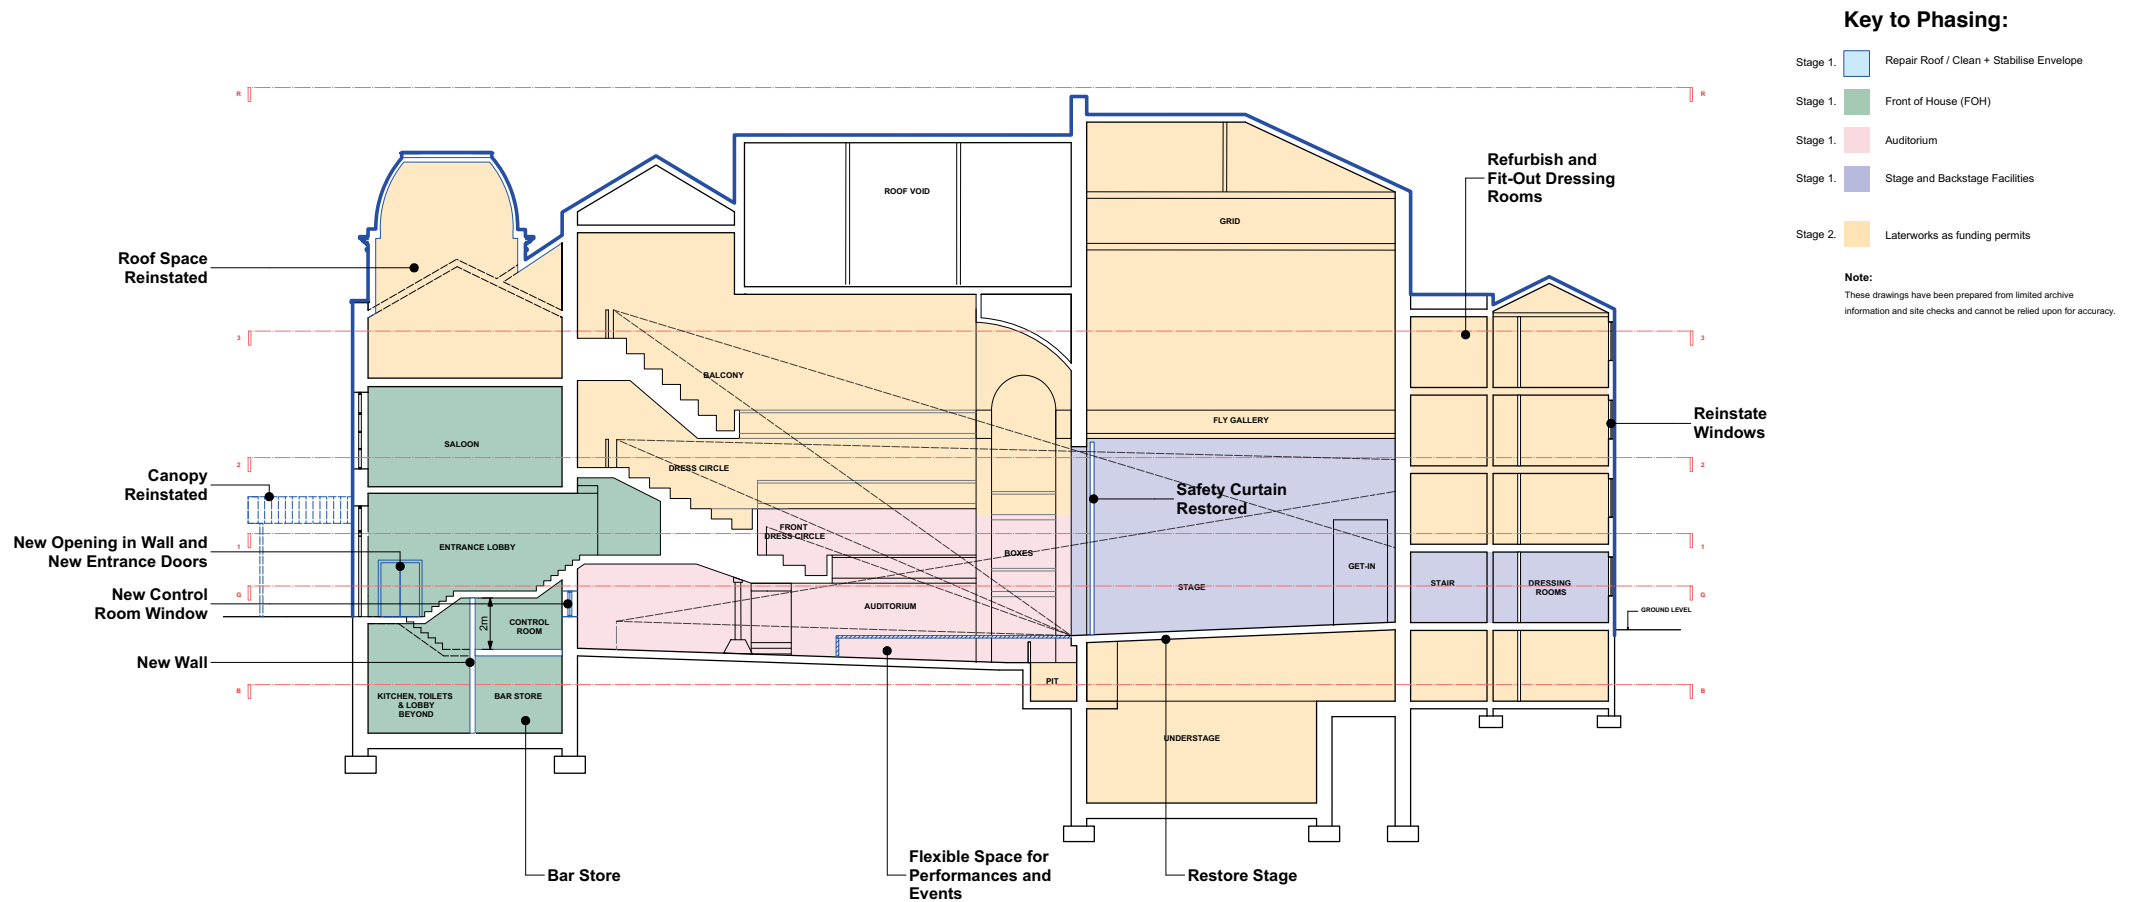 Key to Phasing:
Stage 1.
Repair Roof / Clean + Stabilise Envelope
Stage 1.
Front of House (FOH)
Stage 1.
Auditorium
Stage 1.
Stage and Backstage Facilities
Stage 2.
Laterworks as funding permits
Note:
These drawings have been prepared from limited archive
information and site checks and cannot be relied upon for accuracy.
R
R
Refurbish and
Fit-Out Dressing
Rooms
ROOF VOID
GRID
Roof Space
Reinstated
3
3
BALCONY
FLY GALLERY
Reinstate
Windows
SALOON
2
2
DRESS CIRCLE
Canopy
Reinstated
Safety Curtain
Restored
FRONT
DRESS CIRCLE
New Opening in Wall and
New Entrance Doors
1
1
ENTRANCE LOBBY
BOXES
GET-IN
STAGE
STAIR
DRESSING
ROOMS
G
G
New Control
Room Window
AUDITORIUM
GROUND LEVEL
2m
CONTROL
ROOM
New Wall
PIT
B
B
KITCHEN, TOILETS
& LOBBY
BEYOND
BAR STORE
UNDERSTAGE
Bar Store
Flexible Space for
Performances and
Events
Restore Stage